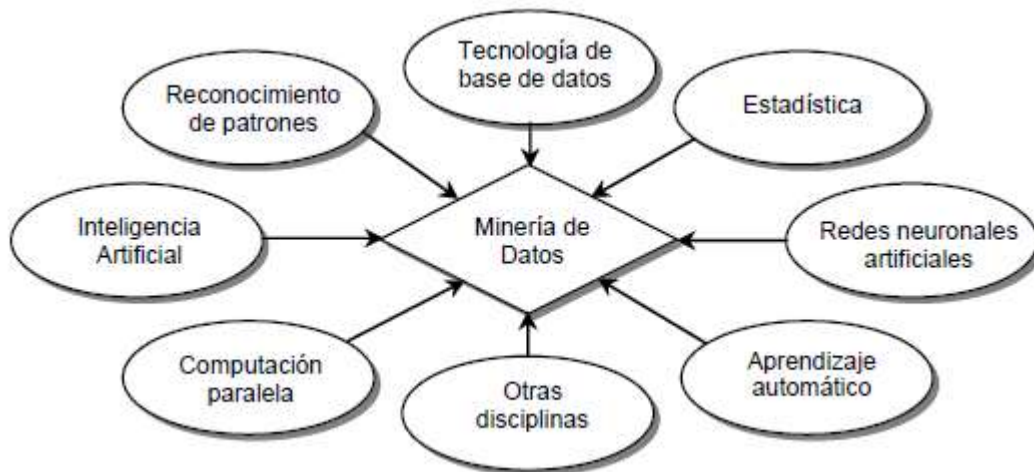 Tecnología de
base de datos
Reconocimiento
de patrones
Estadística
Inteligencia
Artificial
Minería de
Datos
Redes neuronales
artificiales
Computación
paralela
Otras
disciplinas
Aprendizaje
automático